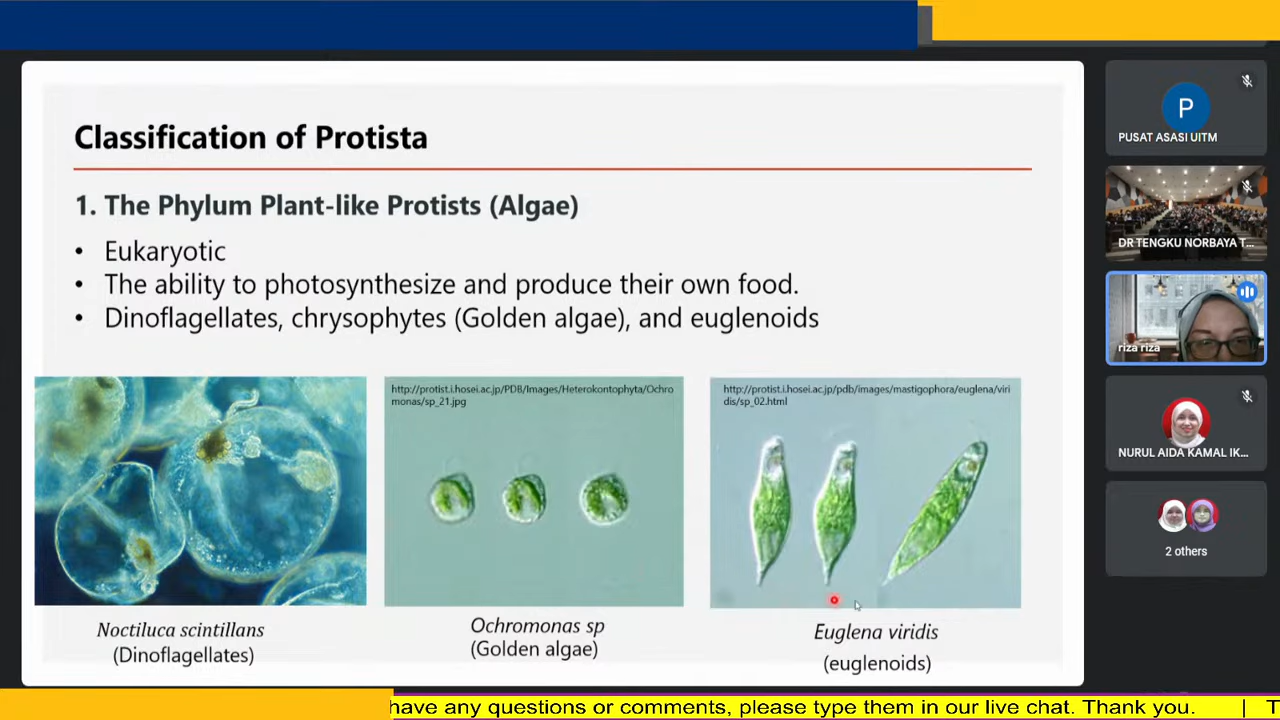 Classification of Protista
1. The Phylum Plant-like Protists (Algae)
• Eukaryotic
• The ability to photosynthesize and produce their own food.
• Dinoflagellates, chrysophytes (Golden algae), and euglenoids
http://protist.i.hosei.ac.jp/PDB/Images/Heterokontophyta/Ochro
monas/sp_21.jpg
http://protist.i.hosei.ac.jp/pdb/images/mastigophora/euglena/viri
dis/sp_02.html
Noctiluca scintillans
(Dinoflagellates)
Ochromonas sp
(Golden algae)
Euglena viridis
(euglenoids)
P
PUSAT ASASI UITM
DR TENGKU NORBAYA T...
riza riza
NURUL AIDA KAMAL IK...
2 others
have any questions or comments, please type them in our live chat. Thank you. | T